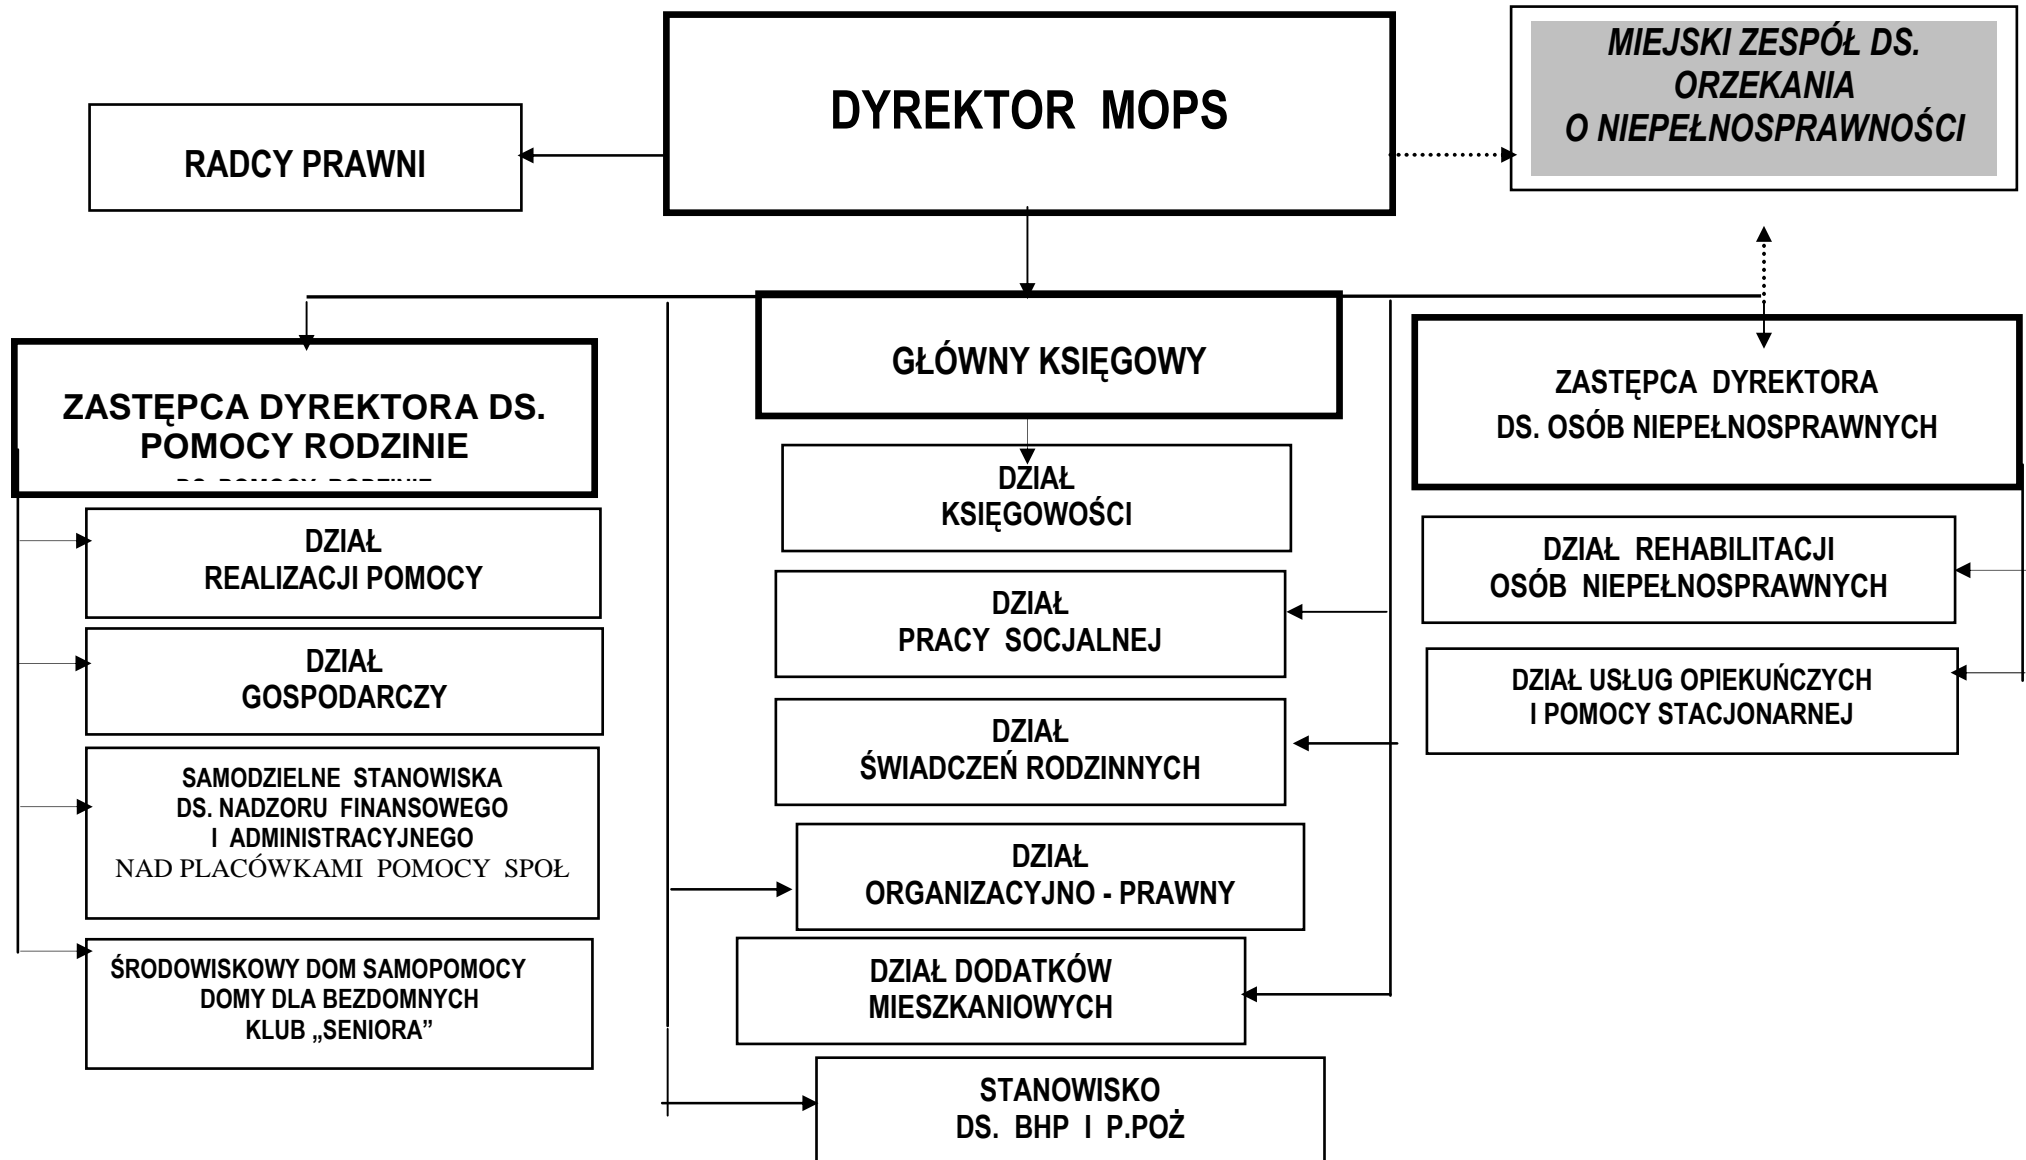 DYREKTOR MOPS
MIEJSKI ZESPÓŁ DS.
ORZEKANIA
O NIEPEŁNOSPRAWNOŚCI
RADCY PRAWNI
ZASTĘPCA DYREKTORA DS.
POMOCY RODZINIE
DS. POMOCY RODZINIE
GŁÓWNY KSIĘGOWY
ZASTĘPCA DYREKTORA
DS. OSÓB NIEPEŁNOSPRAWNYCH
DZIAŁ
REALIZACJI POMOCY
DZIAŁ
GOSPODARCZY
SAMODZIELNE STANOWISKA
DS. NADZORU FINANSOWEGO
I ADMINISTRACYJNEGO
NAD PLACÓWKAMI POMOCY SPOŁ
ŚRODOWISKOWY DOM SAMOPOMOCY
DOMY DLA BEZDOMNYCH
KLUB „SENIORA”
DZIAŁ
KSIĘGOWOŚCI
DZIAŁ
PRACY SOCJALNEJ
DZIAŁ
ŚWIADCZEŃ RODZINNYCH
DZIAŁ
ORGANIZACYJNO - PRAWNY
DZIAŁ DODATKÓW
MIESZKANIOWYCH
STANOWISKO
DS. BHP I P.POŻ
DZIAŁ REHABILITACJI
OSÓB NIEPEŁNOSPRAWNYCH
DZIAŁ USŁUG OPIEKUŃCZYCH
I POMOCY STACJONARNEJ